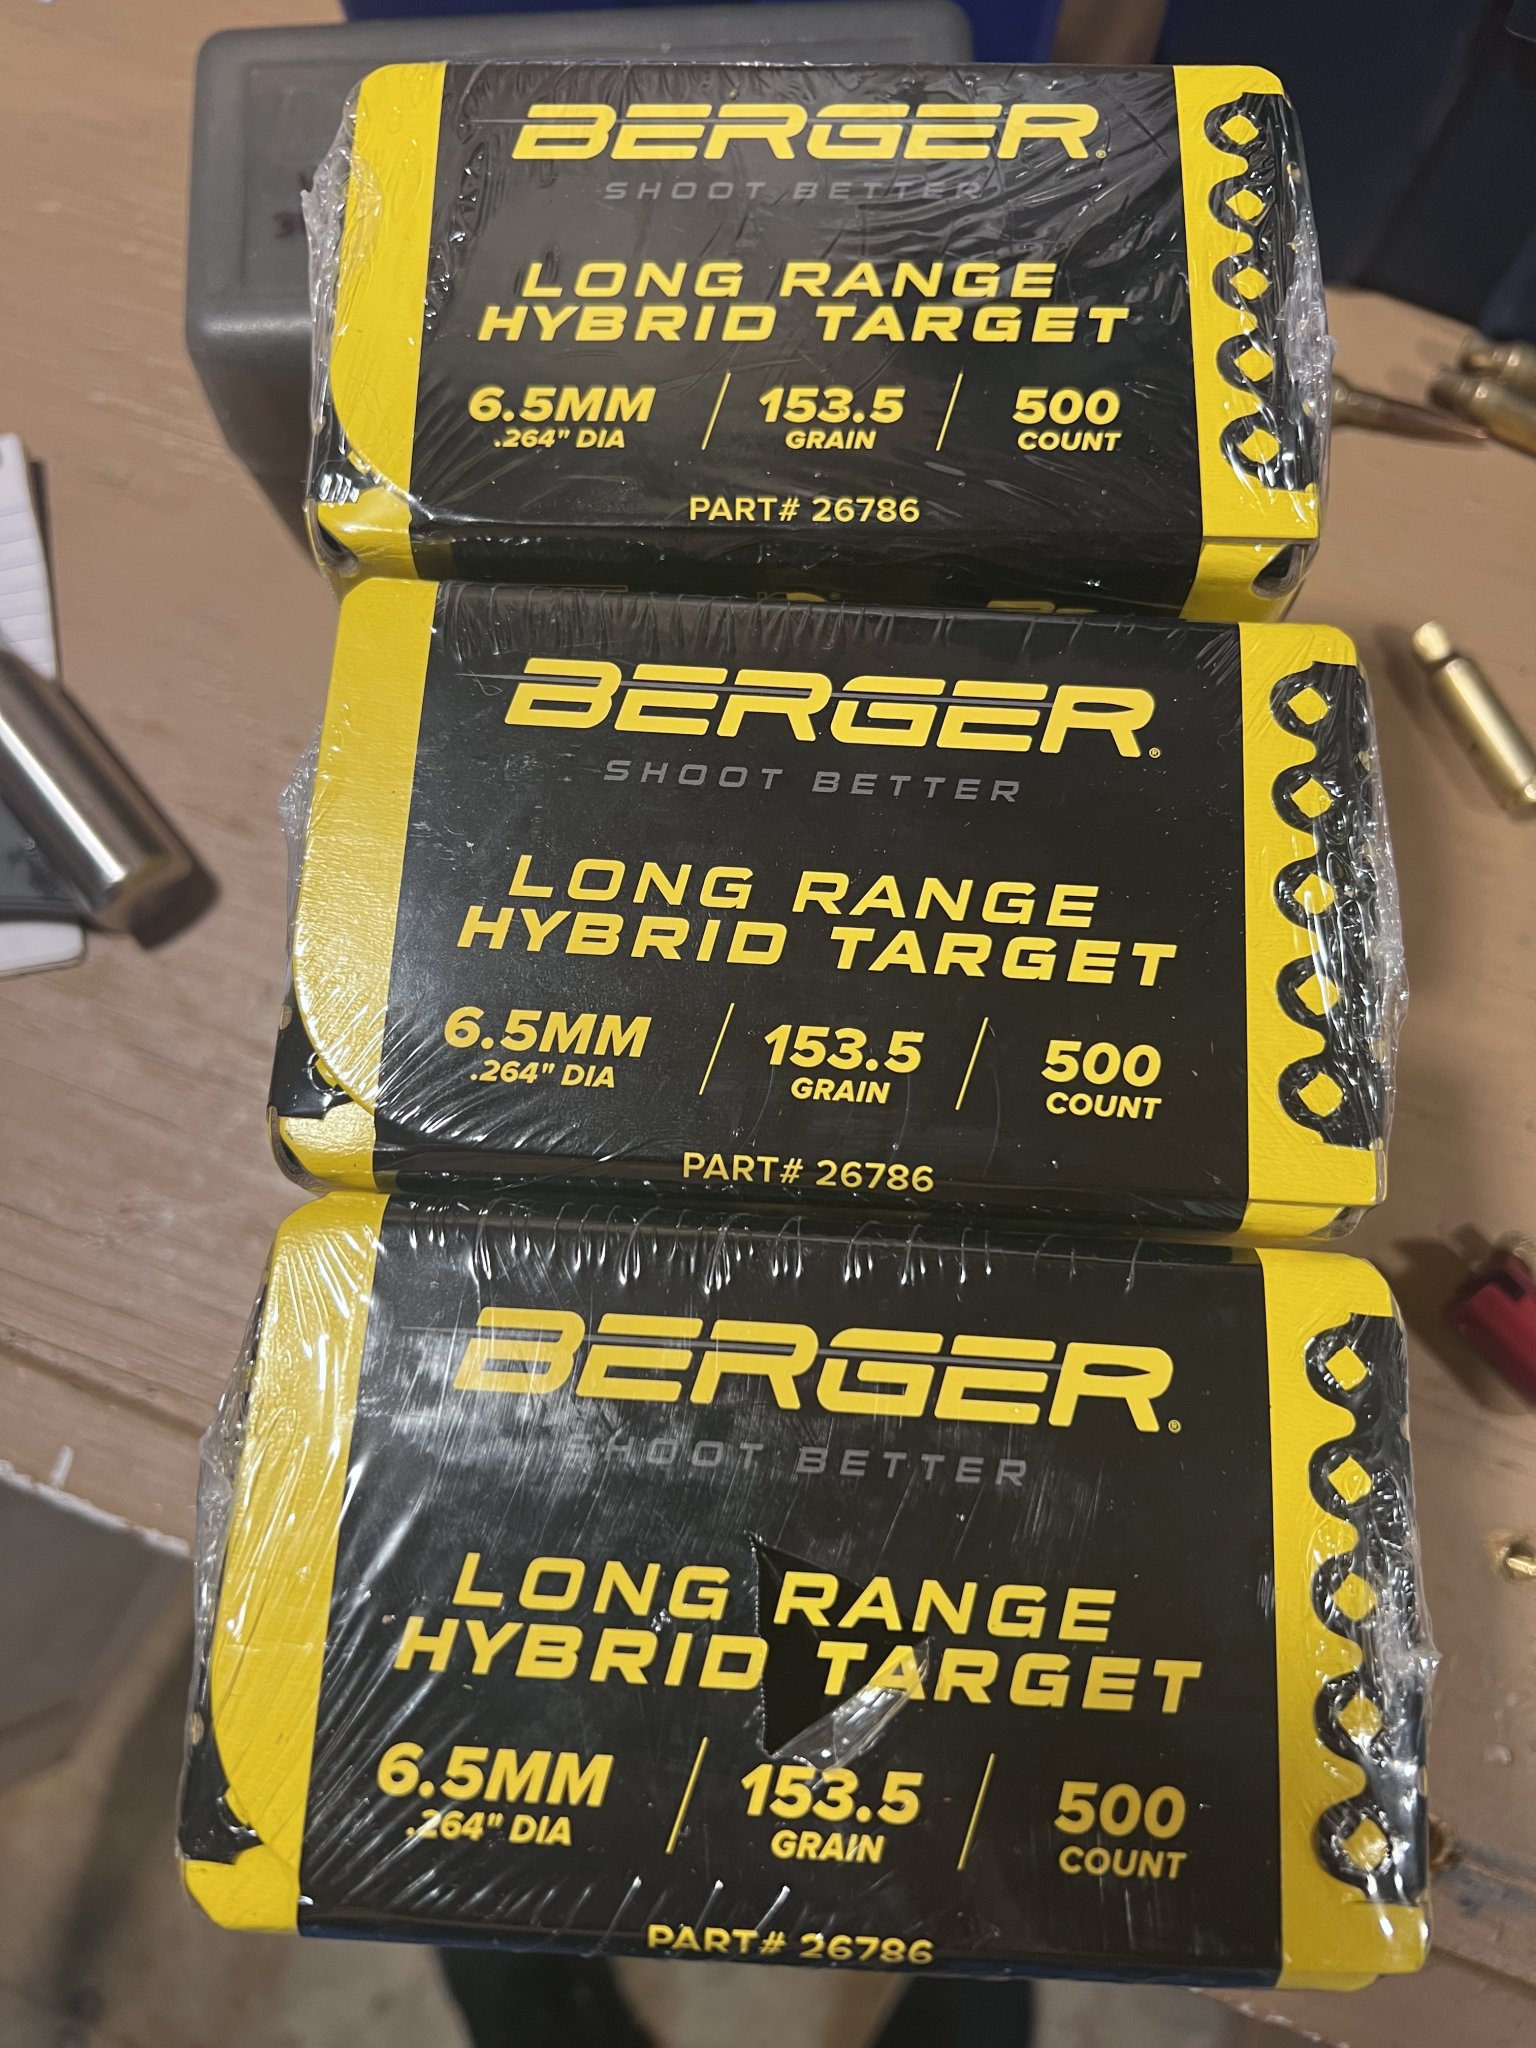 BERGER®
SHOOT BETTER
LONG RANGE
HYBRID TARGET
6.5MM / 153.5 / 500
.264" DIA GRAIN COUNT
PART# 26786
BERGER®
SHOOT BETTER
LONG RANGE
HYBRID TARGET
6.5MM / 153.5 / 500
.264" DIA GRAIN COUNT
PART# 26786
BERGER®
SHOOT BETTER
LONG RANGE
HYBRID TARGET
6.5MM / 153.5 / 500
.264" DIA GRAIN COUNT
PART# 26786